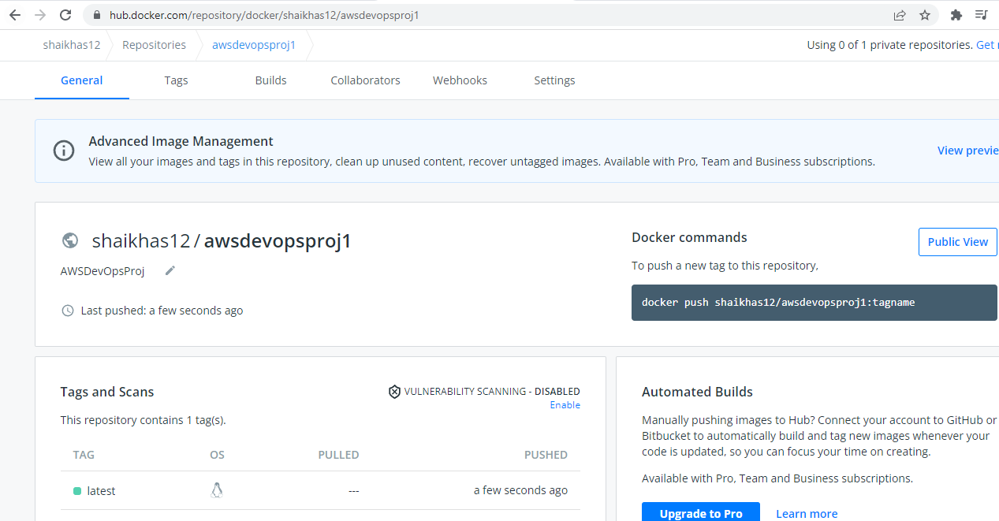 hub.docker.com/repository/docker/shaikhas12/awsdevopsproj1
shaikhas12 Repositories awsdevopsproj1 Using 0 of 1 private repositories. Get
General Tags Builds Collaborators Webhooks Settings
Advanced Image Management
View all your images and tags in this repository, clean up unused content, recover untagged images. Available with Pro, Team and Business subscriptions.
View previe
shaikhas12 / awsdevopsproj1
AWSDevOpsProj
Last pushed: a few seconds ago
Docker commands
Public View
To push a new tag to this repository,
docker push shaikhas12/awsdevopsproj1:tagname
Tags and Scans
VULNERABILITY SCANNING - DISABLED
Enable
This repository contains 1 tag(s).
TAG OS PULLED PUSHED
latest --- a few seconds ago
Automated Builds
Manually pushing images to Hub? Connect your account to GitHub or
Bitbucket to automatically build and tag new images whenever your
code is updated, so you can focus your time on creating.
Available with Pro, Team and Business subscriptions.
Upgrade to Pro Learn more